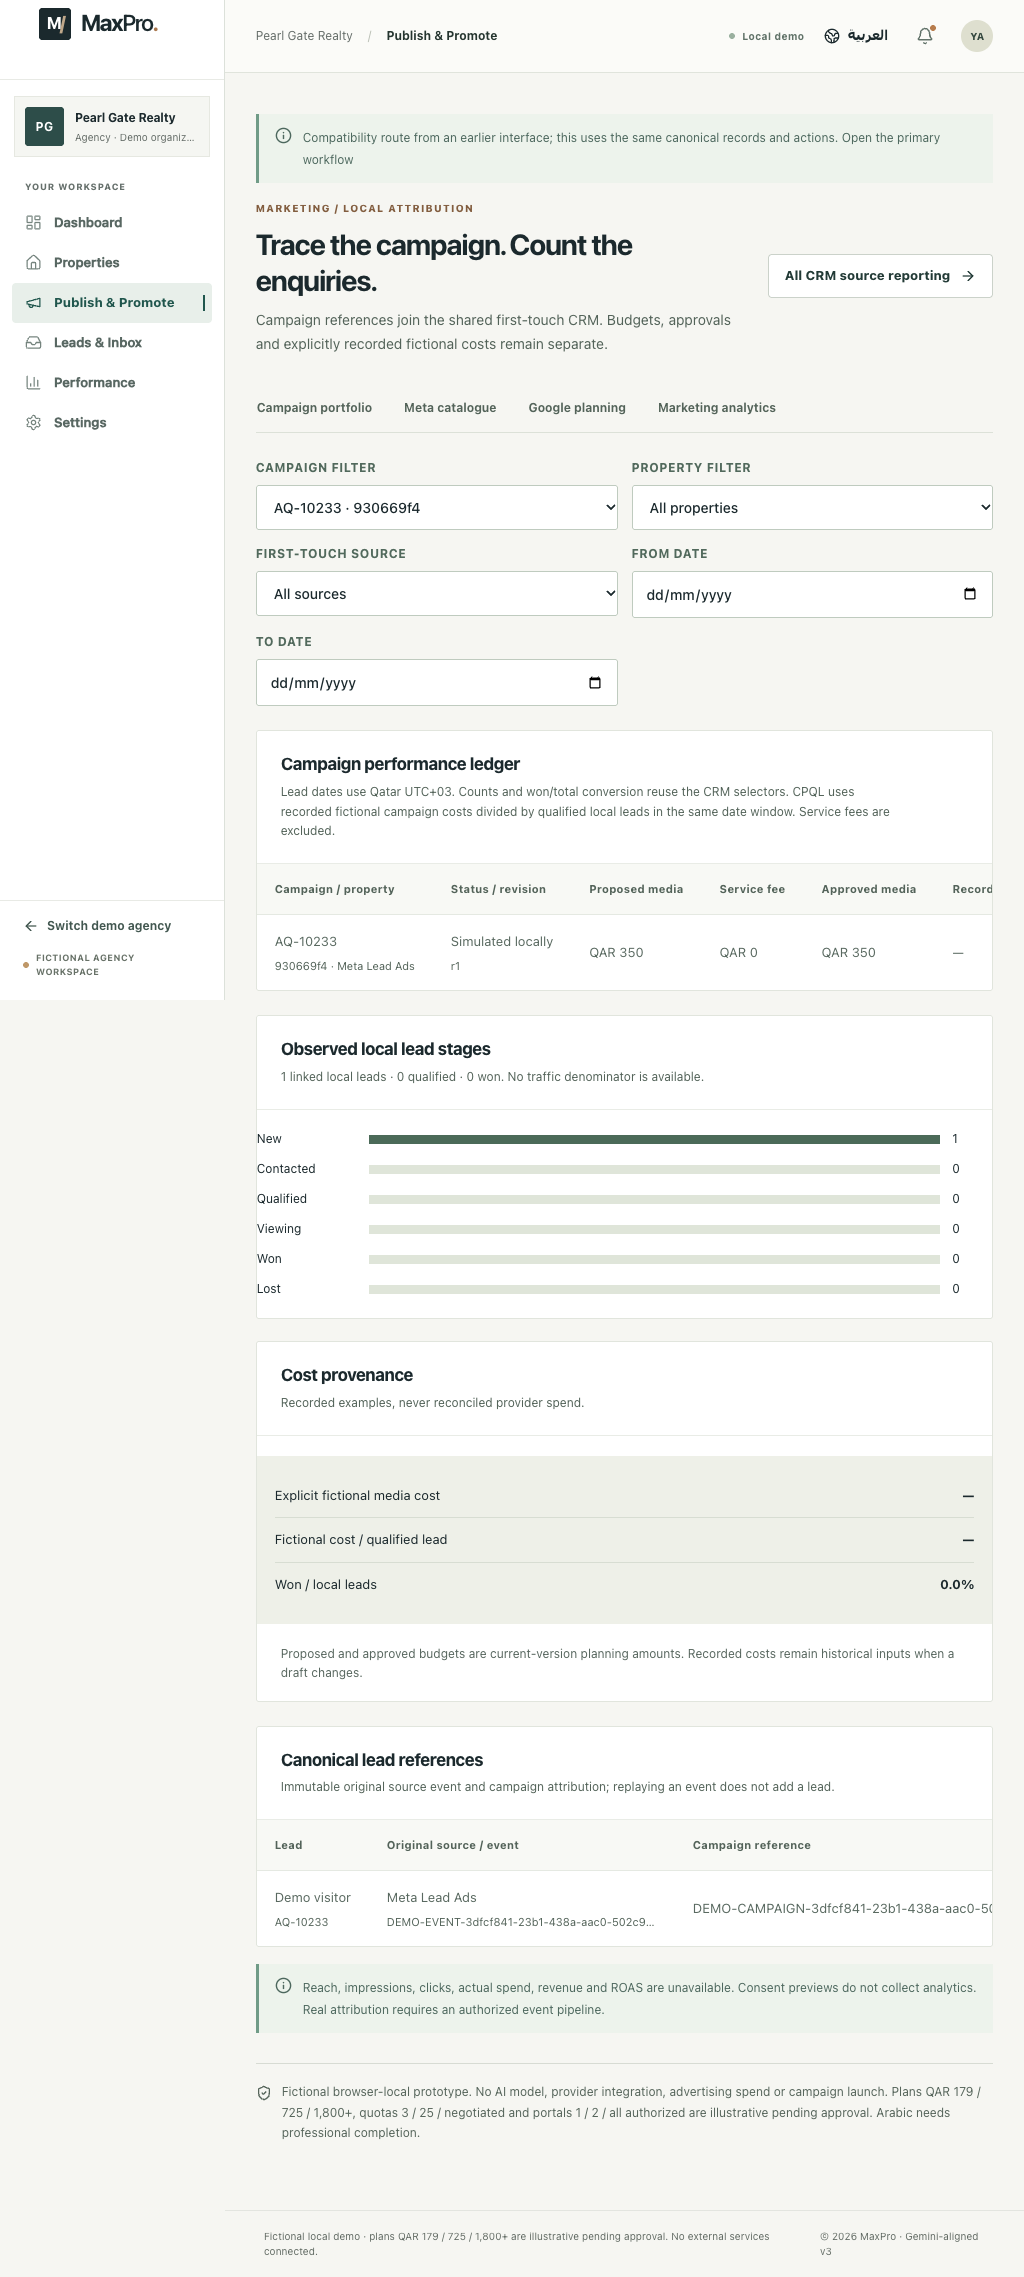 M/ MaxPro.
PG
Pearl Gate Realty
Agency · Demo organiz...
YOUR WORKSPACE
Dashboard
Properties
Publish & Promote
Leads & Inbox
Performance
Settings
Switch demo agency
FICTIONAL AGENCY
WORKSPACE
Pearl Gate Realty / Publish & Promote
Local demo
العربية
YA
Compatibility route from an earlier interface; this uses the same canonical records and actions. Open the primary
workflow
MARKETING / LOCAL ATTRIBUTION
Trace the campaign. Count the
enquiries.
Campaign references join the shared first-touch CRM. Budgets, approvals
and explicitly recorded fictional costs remain separate.
All CRM source reporting
Campaign portfolio Meta catalogue Google planning Marketing analytics
CAMPAIGN FILTER PROPERTY FILTER
AQ-10233 · 930669f4 All properties
FIRST-TOUCH SOURCE FROM DATE
All sources dd/mm/yyyy
TO DATE
dd/mm/yyyy
Campaign performance ledger
Lead dates use Qatar UTC+03. Counts and won/total conversion reuse the CRM selectors. CPQL uses
recorded fictional campaign costs divided by qualified local leads in the same date window. Service fees are
excluded.
Campaign / property Status / revision Proposed media Service fee Approved media Record
AQ-10233 Simulated locally QAR 350 QAR 0 QAR 350 —
930669f4 · Meta Lead Ads r1
Observed local lead stages
1 linked local leads · 0 qualified · 0 won. No traffic denominator is available.
New 1
Contacted 0
Qualified 0
Viewing 0
Won 0
Lost 0
Cost provenance
Recorded examples, never reconciled provider spend.
Explicit fictional media cost —
Fictional cost / qualified lead —
Won / local leads 0.0%
Proposed and approved budgets are current-version planning amounts. Recorded costs remain historical inputs when a
draft changes.
Canonical lead references
Immutable original source event and campaign attribution; replaying an event does not add a lead.
Lead Original source / event Campaign reference
Demo visitor Meta Lead Ads DEMO-CAMPAIGN-3dfcf841-23b1-438a-aac0-50
AQ-10233 DEMO-EVENT-3dfcf841-23b1-438a-aac0-502c9...
Reach, impressions, clicks, actual spend, revenue and ROAS are unavailable. Consent previews do not collect analytics.
Real attribution requires an authorized event pipeline.
Fictional browser-local prototype. No AI model, provider integration, advertising spend or campaign launch. Plans QAR 179 /
725 / 1,800+, quotas 3 / 25 / negotiated and portals 1 / 2 / all authorized are illustrative pending approval. Arabic needs
professional completion.
Fictional local demo · plans QAR 179 / 725 / 1,800+ are illustrative pending approval. No external services
connected.
© 2026 MaxPro · Gemini-aligned
v3